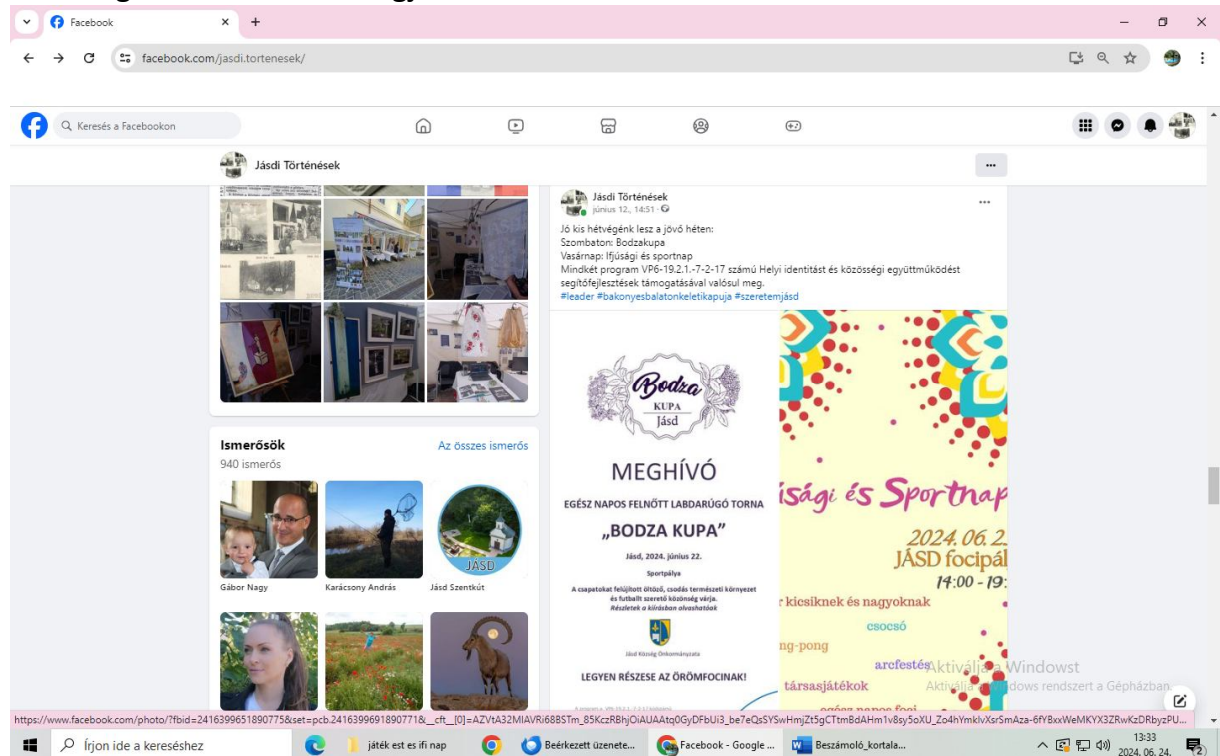 Facebook
facebook.com/jasdi.tortenesek/
Keresés a Facebookon
Jásdi Történések
Jásdi Történések
június 12., 14:51
Jó kis hétvégénk lesz a jövő héten:
Szombaton: Bodzakupa
Vasárnap: Ifjúsági és sportnap
Mindkét program VP6-19.2.1.-7-2-17 számú Helyi identitást és közösségi együttműködést
segítőfejlesztések támogatásával valósul meg.
#leader #bakonyesbalatonkeletikapuja #szeretemjásd
Ismerősök
Az összes ismerős
940 ismerős
Gábor Nagy
Karácsony András
JÁSD
Jásd Szentkút
Bodza
KUPA
Jásd
MEGHÍVÓ
EGÉSZ NAPOS FELNŐTT LABDARÚGÓ TORNA
„BODZA KUPA”
Jásd, 2024. június 22.
Sportpálya
A csapatokat felújított öltöző, csodás természeti környezet
és futballt szerető közönség várja.
Részletek a kiírásban olvashatóak
Jásd Község Önkormányzata
LEGYEN RÉSZESE AZ ÖRÖMFOCINAK!
isági és Sportnap
2024. 06. 2
JÁSD focipál
14:00 - 19:
kicsiknek és nagyoknak
csocsó
ng-pong
arcfestés
társasjátékok
egész napos foci
Aktiválja a Windowst
Aktiválja a Windows rendszert a Gépházban.
Írjon ide a kereséshez
játék est es ifi nap
Beérkezett üzenete...
Facebook - Google ...
Beszámoló_kortala...
13:33
2024. 06. 24.
2